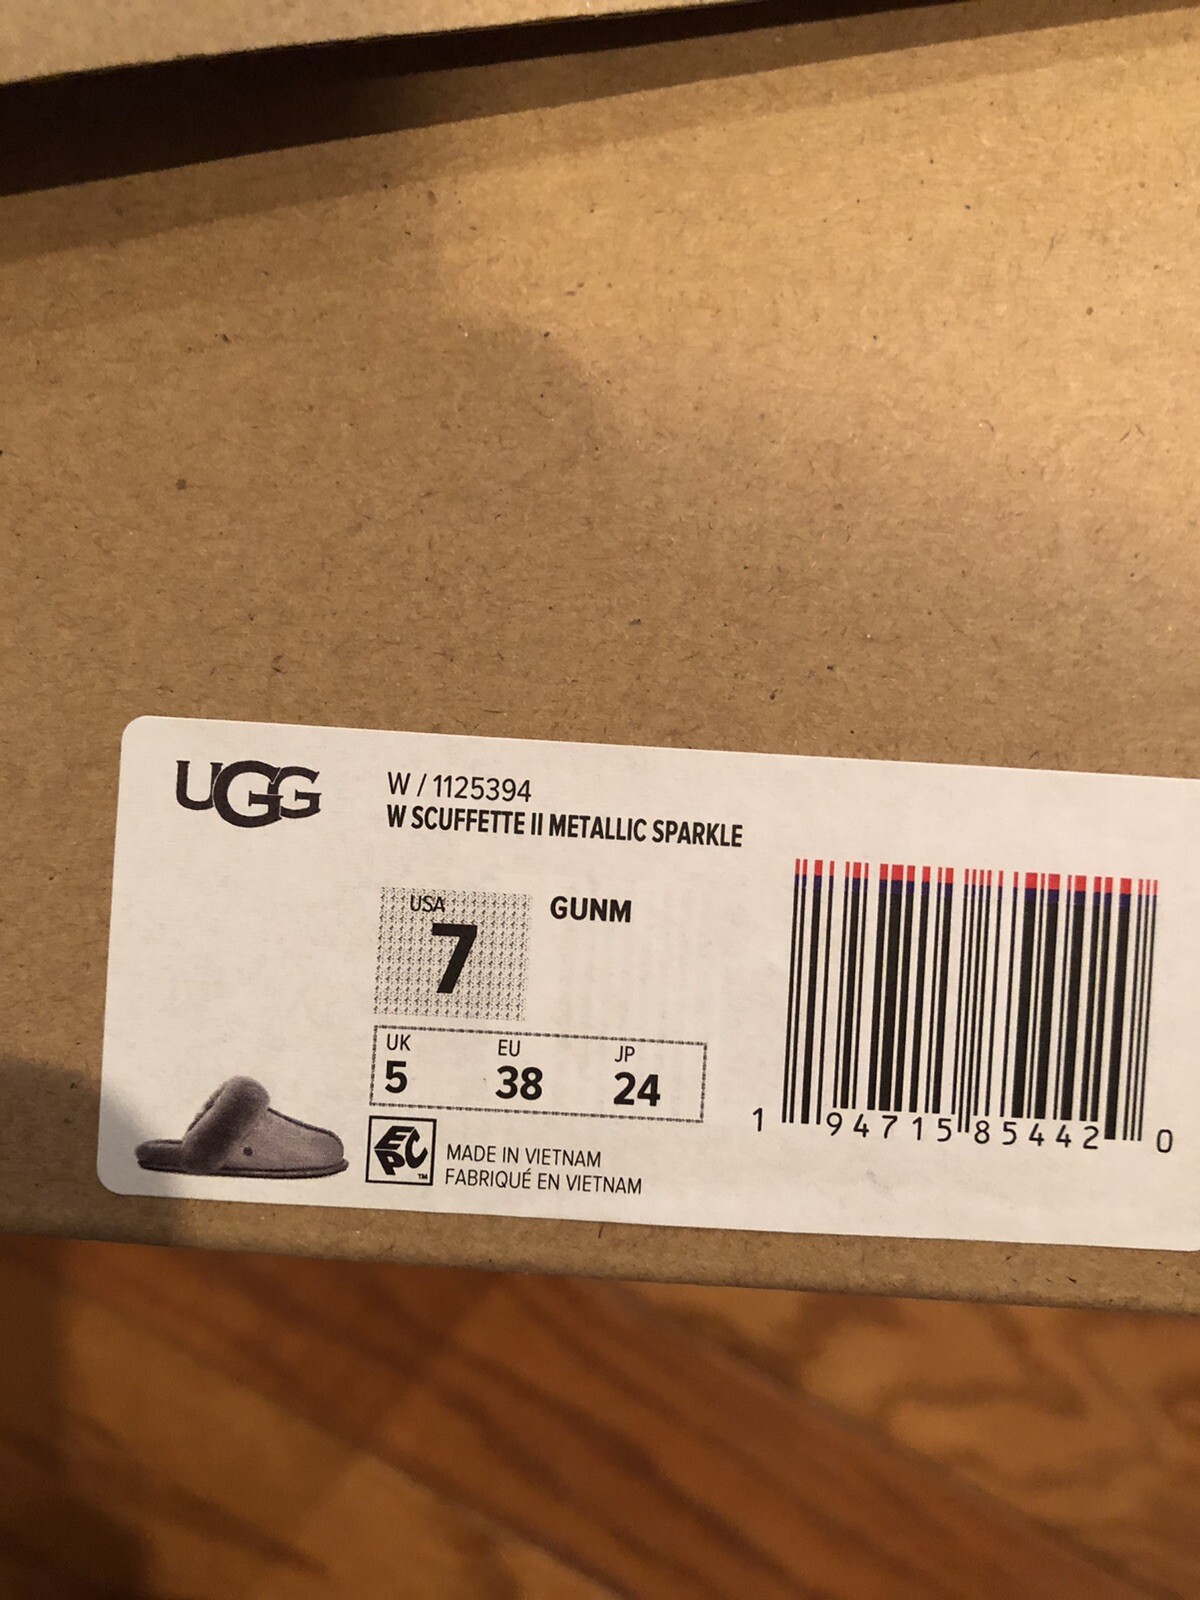 UGG
W / 1125394
W SCUFFETTE II METALLIC SPARKLE
USA
7
GUNM
UK EU JP
5 38 24
EPC TM
MADE IN VIETNAM
FABRIQUÉ EN VIETNAM
1 94715 85442 0